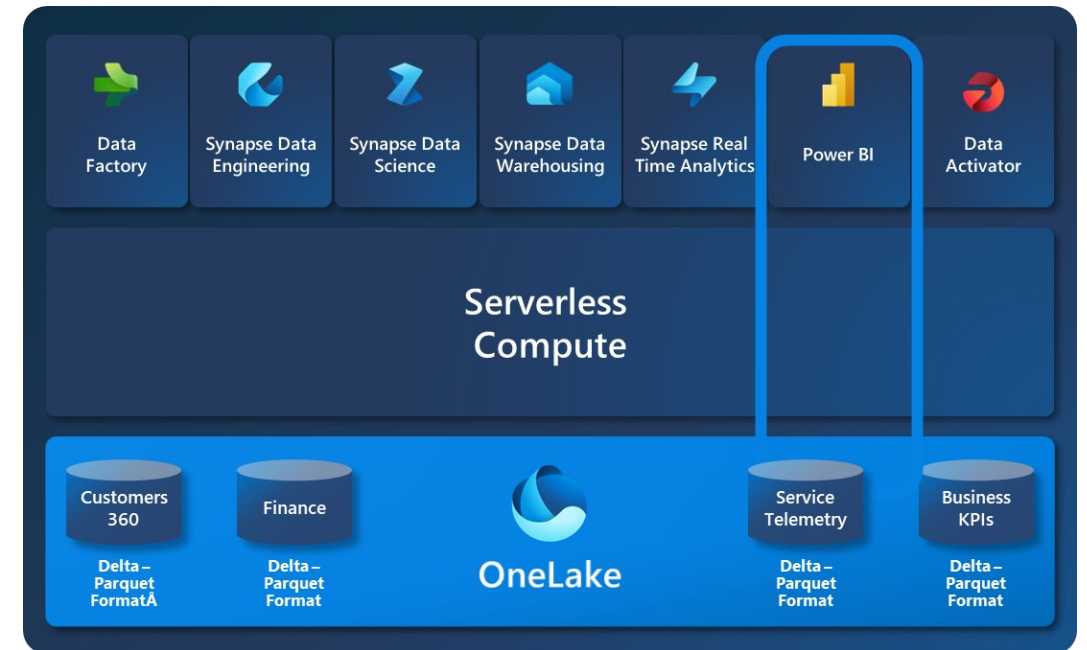 Data
Factory
Synapse Data
Engineering
Synapse Data
Science
Synapse Data
Warehousing
Synapse Real
Time Analytics
Power BI
Data
Activator
Serverless
Compute
Customers
360
Delta –
Parquet
FormatÅ
Finance
Delta –
Parquet
Format
OneLake
Service
Telemetry
Delta –
Parquet
Format
Business
KPIs
Delta –
Parquet
Format